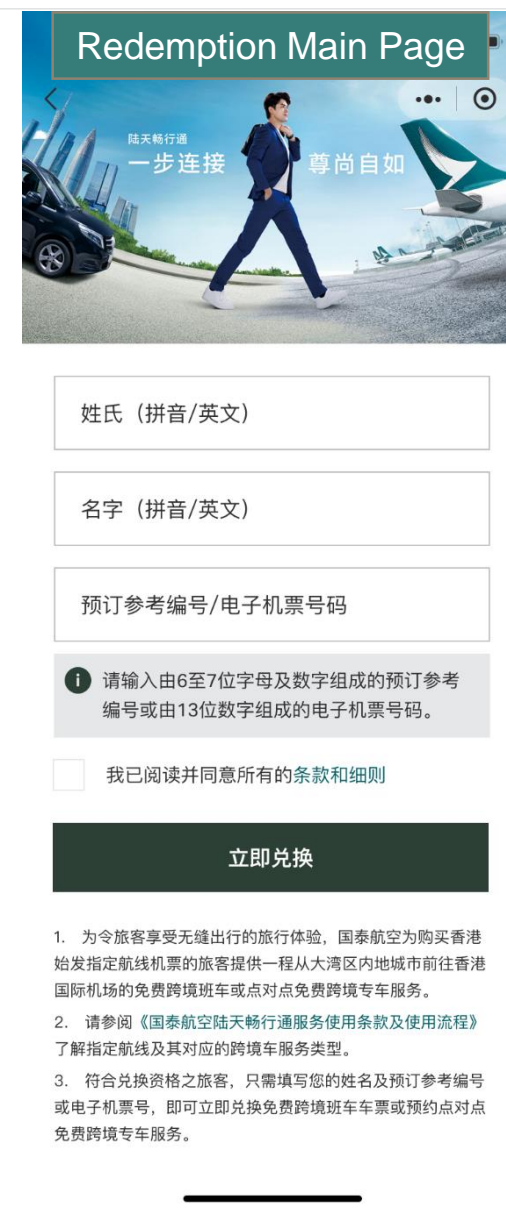 Redemption Main Page
陆天畅行通
一步连接 尊尚自如
姓氏（拼音/英文）
名字（拼音/英文）
预订参考编号/电子机票号码
请输入由6至7位字母及数字组成的预订参考
编号或由13位数字组成的电子机票号码。
我已阅读并同意所有的条款和细则
立即兑换
1. 为令旅客享受无缝出行的旅行体验，国泰航空为购买香港
始发指定航线机票的旅客提供一程从大湾区内地城市前往香港
国际机场的免费跨境班车或点对点免费跨境专车服务。
2. 请参阅《国泰航空陆天畅行通服务使用条款及使用流程》
了解指定航线及其对应的跨境车服务类型。
3. 符合兑换资格之旅客，只需填写您的姓名及预订参考编号
或电子机票号，即可立即兑换免费跨境班车车票或预约点对点
免费跨境专车服务。